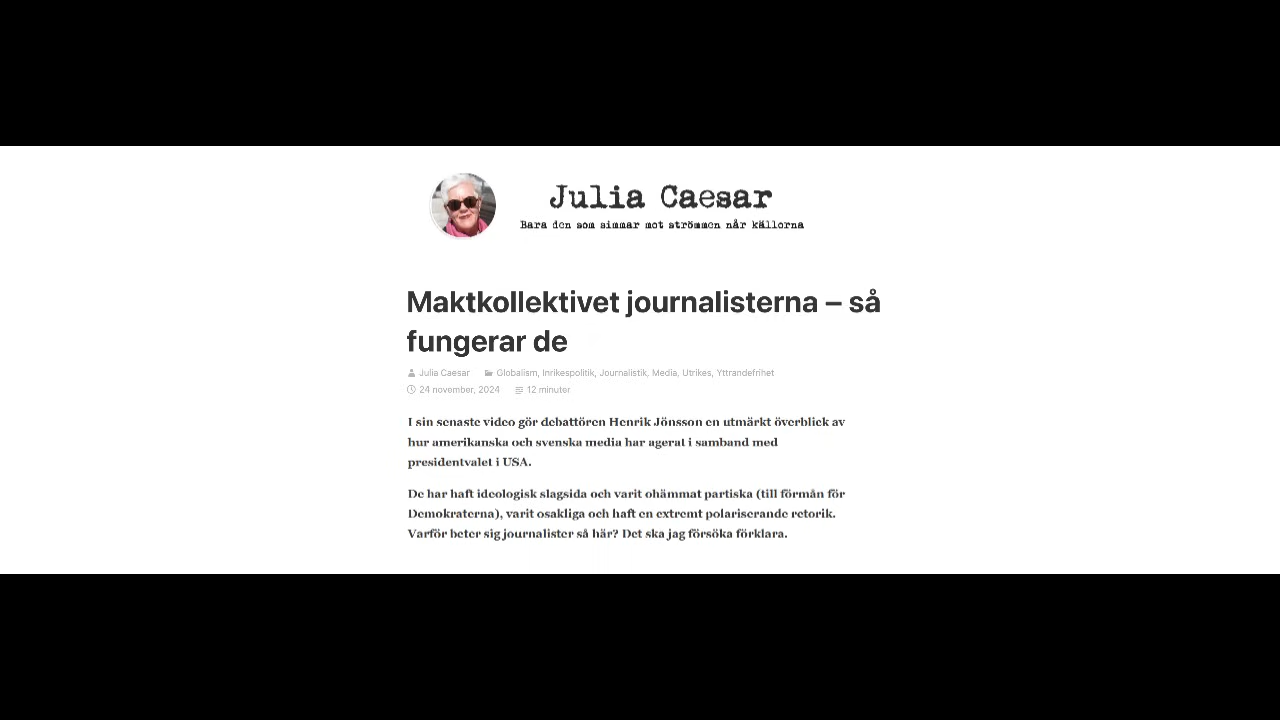 Julia Caesar
Bara den som simmar mot strömmen når källorna
Maktkollektivet journalisterna – så
fungerar de
Julia Caesar Globalism, Inrikespolitik, Journalistik, Media, Utrikes, Yttrandefrihet
24 november, 2024 12 minuter
I sin senaste video gör debattören Henrik Jönsson en utmärkt överblick av
hur amerikanska och svenska media har agerat i samband med
presidentvalet i USA.
De har haft ideologisk slagsida och varit ohämmat partiska (till förmån för
Demokraterna), varit osakliga och haft en extremt polariserande retorik.
Varför beter sig journalister så här? Det ska jag försöka förklara.